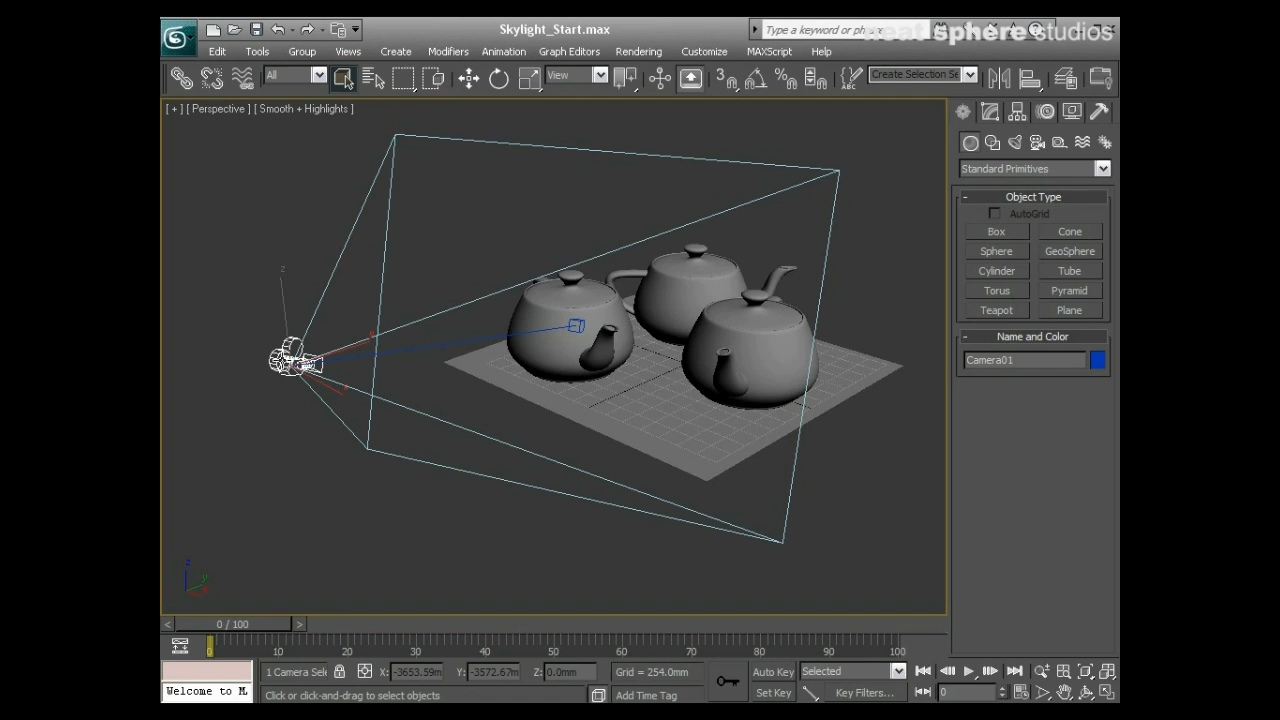 Skylight_Start.max
Type a keyword or phrase
neat sphere studios
Edit Tools Group Views Create Modifiers Animation Graph Editors Rendering Customize MAXScript Help
All
View
3
%
ABC
Create Selection Se
[ + ] [ Perspective ] [ Smooth + Highlights ]
Standard Primitives
- Object Type
AutoGrid
Box Cone
Sphere GeoSphere
Cylinder Tube
Torus Pyramid
Teapot Plane
- Name and Color
Camera01
z
x
z
y
x
< 0 / 100 >
0 10 20 30 40 50 60 70 80 90 100
1 Camera Sele X: -3653.59m Y: -3572.67m Z: 0.0mm Grid = 254.0mm Auto Key Selected
Welcome to M Click or click-and-drag to select objects Add Time Tag Set Key Key Filters... 0